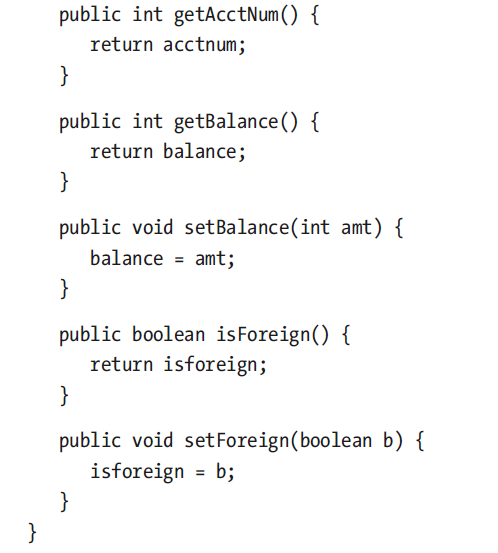 public int getAcctNum() {
return acctnum;
}
public int getBalance() {
return balance;
}
public void setBalance(int amt) {
balance = amt;
}
public boolean isForeign() {
return isforeign;
}
public void setForeign(boolean b) {
isforeign = b;
}
}